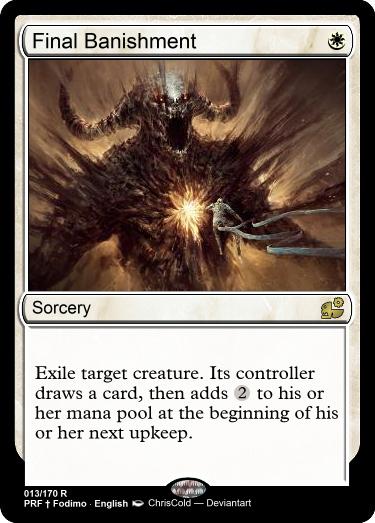 Final Banishment
Sorcery
Exile target creature. Its controller
draws a card, then adds 2 to his or
her mana pool at the beginning of his
or her next upkeep.
013/170 R
PRF † Fodimo · English ChrisCold — Deviantart